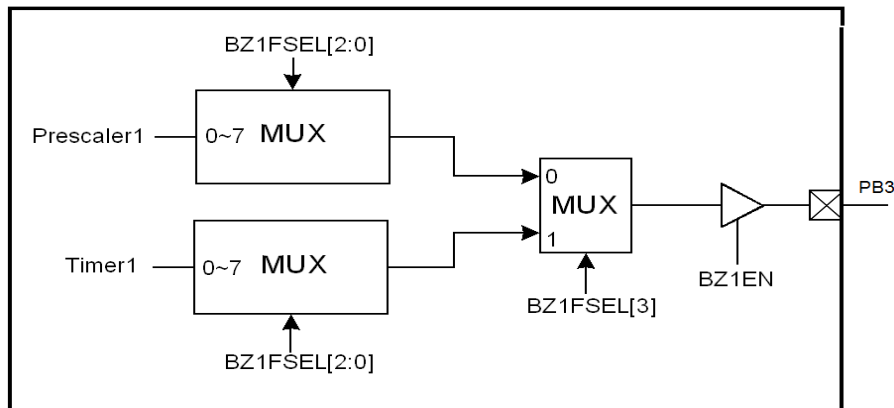 BZ1FSEL[2:0]
Prescaler1
0~7 MUX
0
MUX
1
PB3
Timer1
0~7 MUX
BZ1EN
BZ1FSEL[3]
BZ1FSEL[2:0]